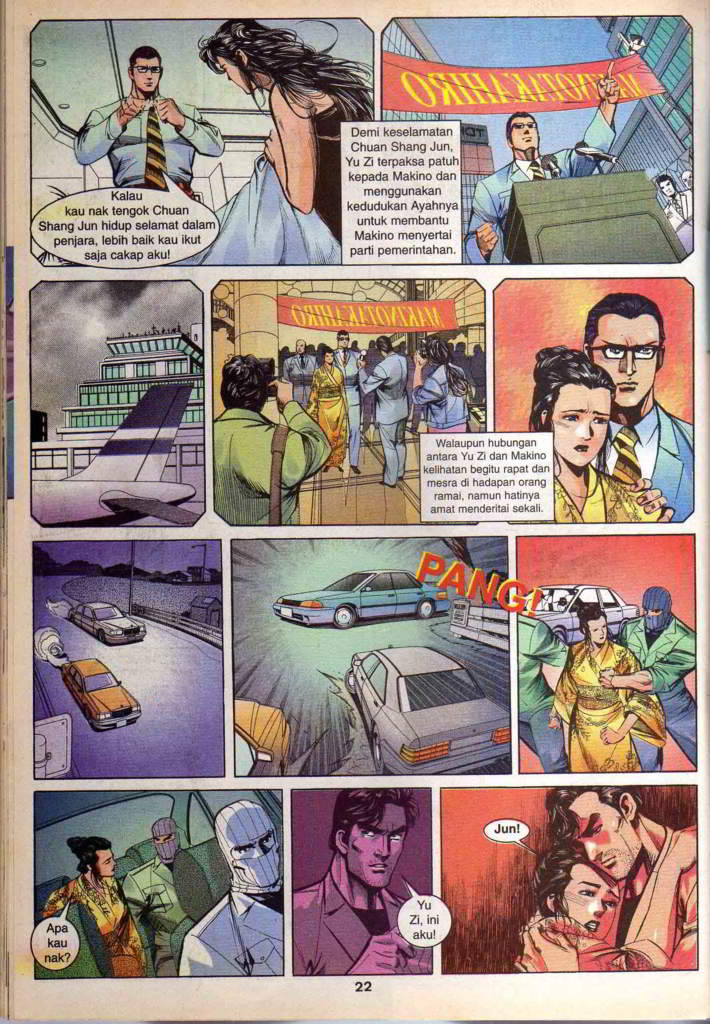 Kalau
kau nak tengok Chuan
Shang Jun hidup selamat dalam
penjara, lebih baik kau ikut
saja cakap aku!
MAKINOTAKAHIRO
Demi keselamatan
Chuan Shang Jun,
Yu Zi terpaksa patuh
kepada Makino dan
menggunakan
kedudukan Ayahnya
untuk membantu
Makino menyertai
parti pemerintahan.
MAKINOTAKAHIRO
Walaupun hubungan
antara Yu Zi dan Makino
kelihatan begitu rapat dan
mesra di hadapan orang
ramai, namun hatinya
amat menderitai sekali.
PANG!
Apa
kau
nak?
Yu
Zi, ini
aku!
Jun!
22